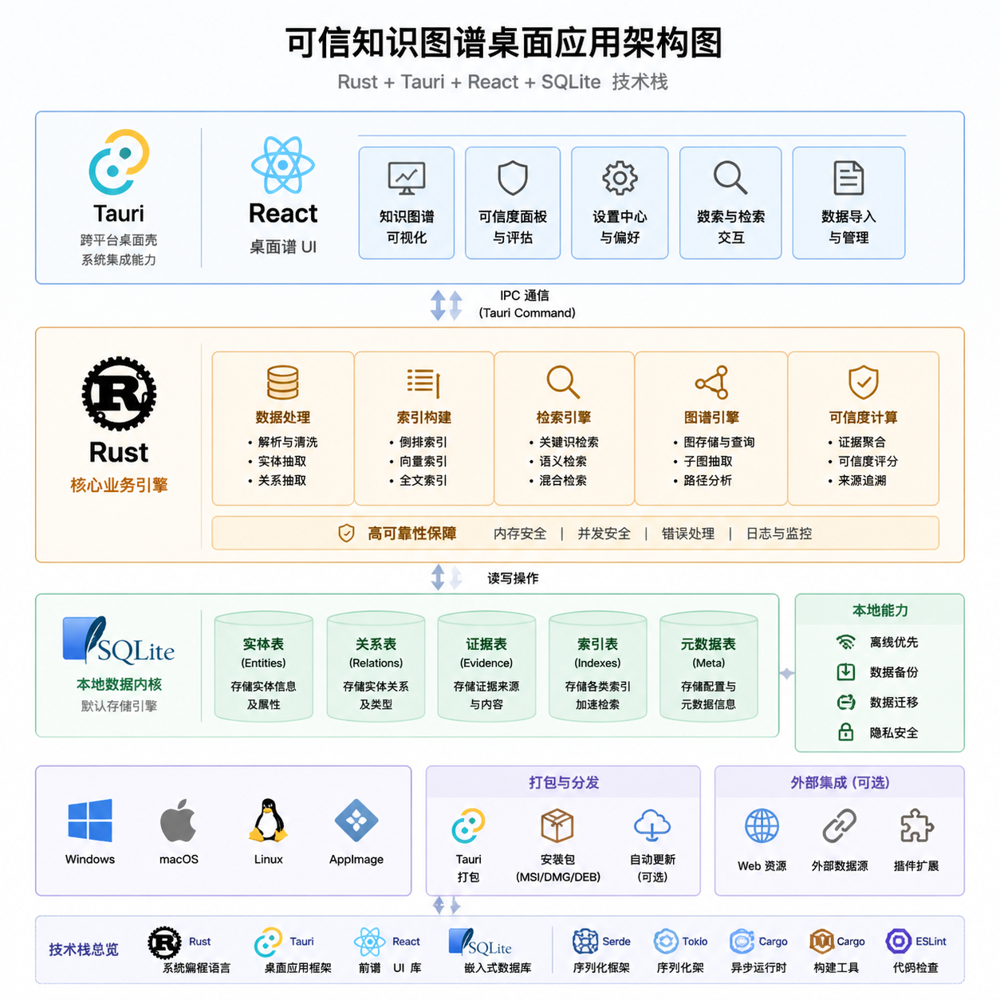 可信知识图谱桌面应用架构图
Rust + Tauri + React + SQLite 技术栈
Tauri
跨平台桌面壳
系统集成能力
React
桌面谱 UI
知识图谱
可视化
可信度面板
与评估
设置中心
与偏好
搜索与检索
交互
数据导入
与管理
IPC 通信
(Tauri Command)
Rust
核心业务引擎
数据处理
• 解析与清洗
• 实体抽取
• 关系抽取
索引构建
• 倒排索引
• 向量索引
• 全文索引
检索引擎
• 关键识检索
• 语义检索
• 混合检索
图谱引擎
• 图存储与查询
• 子图抽取
• 路径分析
可信度计算
• 证据聚合
• 可信度评分
• 来源追溯
高可靠性保障 内存安全 | 并发安全 | 错误处理 | 日志与监控
读写操作
SQLite
本地数据内核
默认存储引擎
实体表
(Entities)
存储实体信息
及属性
关系表
(Relations)
存储实体关系
及类型
证据表
(Evidence)
存储证据来源
与内容
索引表
(Indexes)
存储各类索引
加速检索
元数据表
(Meta)
存储配置与
元数据信息
本地能力
离线优先
数据备份
数据迁移
隐私安全
Windows
macOS
Linux
AppImage
打包与分发
Tauri
打包
安装包
(MSI/DMG/DEB)
自动更新
(可选)
外部集成 (可选)
Web 资源
外部数据源
插件扩展
技术栈总览
Rust
系统编程语言
Tauri
桌面应用框架
React
前谱 UI 库
SQLite
嵌入式数据库
Serde
序列化框架
Tokio
序列化架
Cargo
异步运行时
Cargo
构建工具
ESLint
代码检查